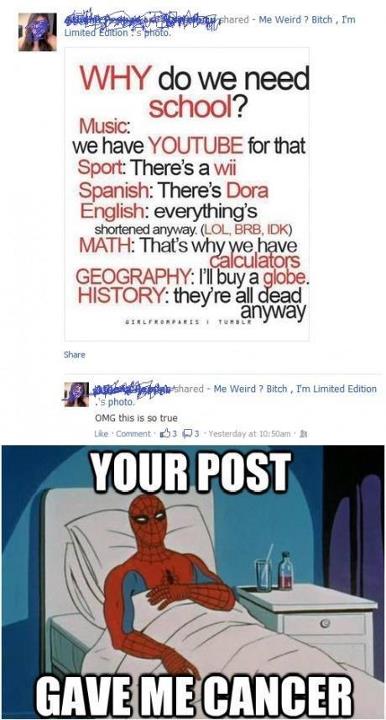 shared - Me Weird ? Bitch , I'm
Limited Edition .'s photo.
WHY do we need
school?
Music:
we have YOUTUBE for that
Sport: There's a wii
Spanish: There's Dora
English: everything's
shortened anyway. (LOL, BRB, IDK)
MATH: That's why we have
calculators
GEOGRAPHY: I'll buy a globe.
HISTORY: they're all dead
anyway
GIRLFROMPARIS | TUMBLR
Share
shared - Me Weird ? Bitch , I'm Limited Edition
.'s photo.
OMG this is so true
Like · Comment · 3 3 · Yesterday at 10:50am ·
YOUR POST
GAVE ME CANCER